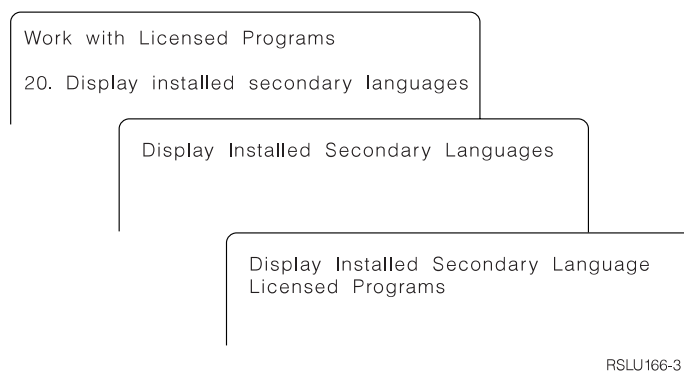 Work with Licensed Programs
20. Display installed secondary languages
Display Installed Secondary Languages
Display Installed Secondary Language
Licensed Programs
RSLU166-3